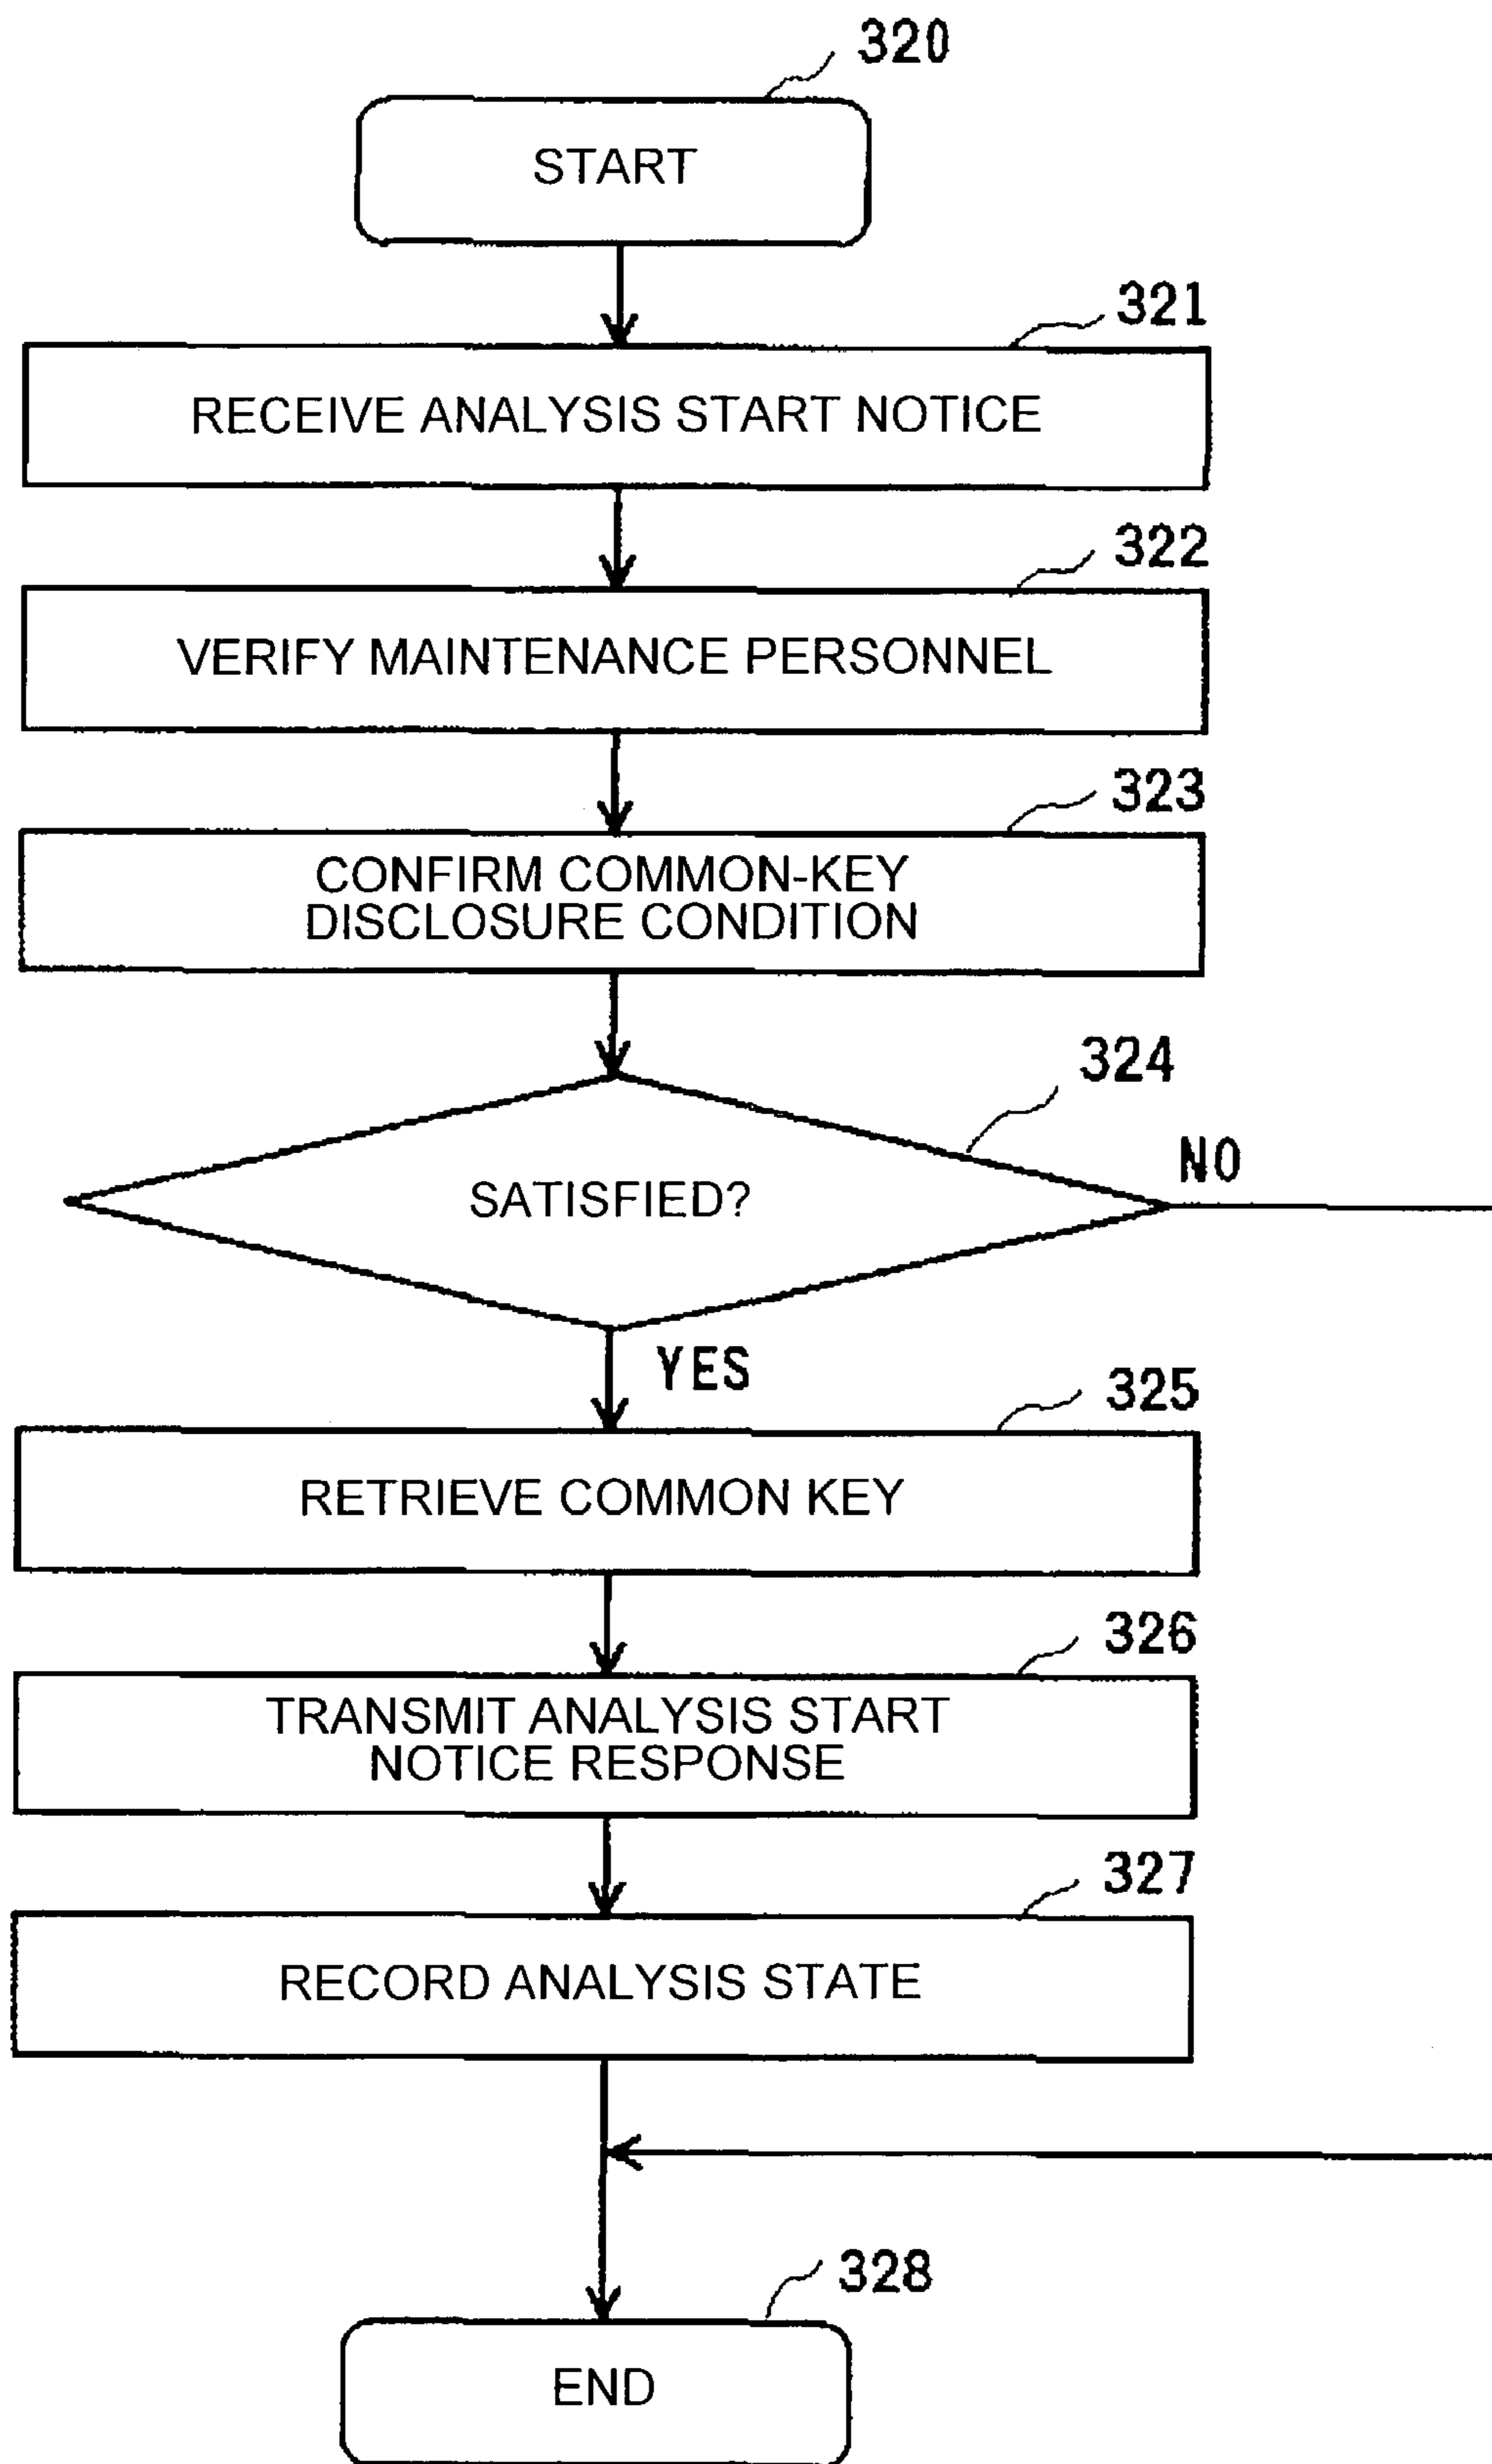 320
START
321
RECEIVE ANALYSIS START NOTICE
322
VERIFY MAINTENANCE PERSONNEL
323
CONFIRM COMMON-KEY
DISCLOSURE CONDITION
324
NO
SATISFIED?
YES
325
RETRIEVE COMMON KEY
326
TRANSMIT ANALYSIS START
NOTICE RESPONSE
327
RECORD ANALYSIS STATE
328
END